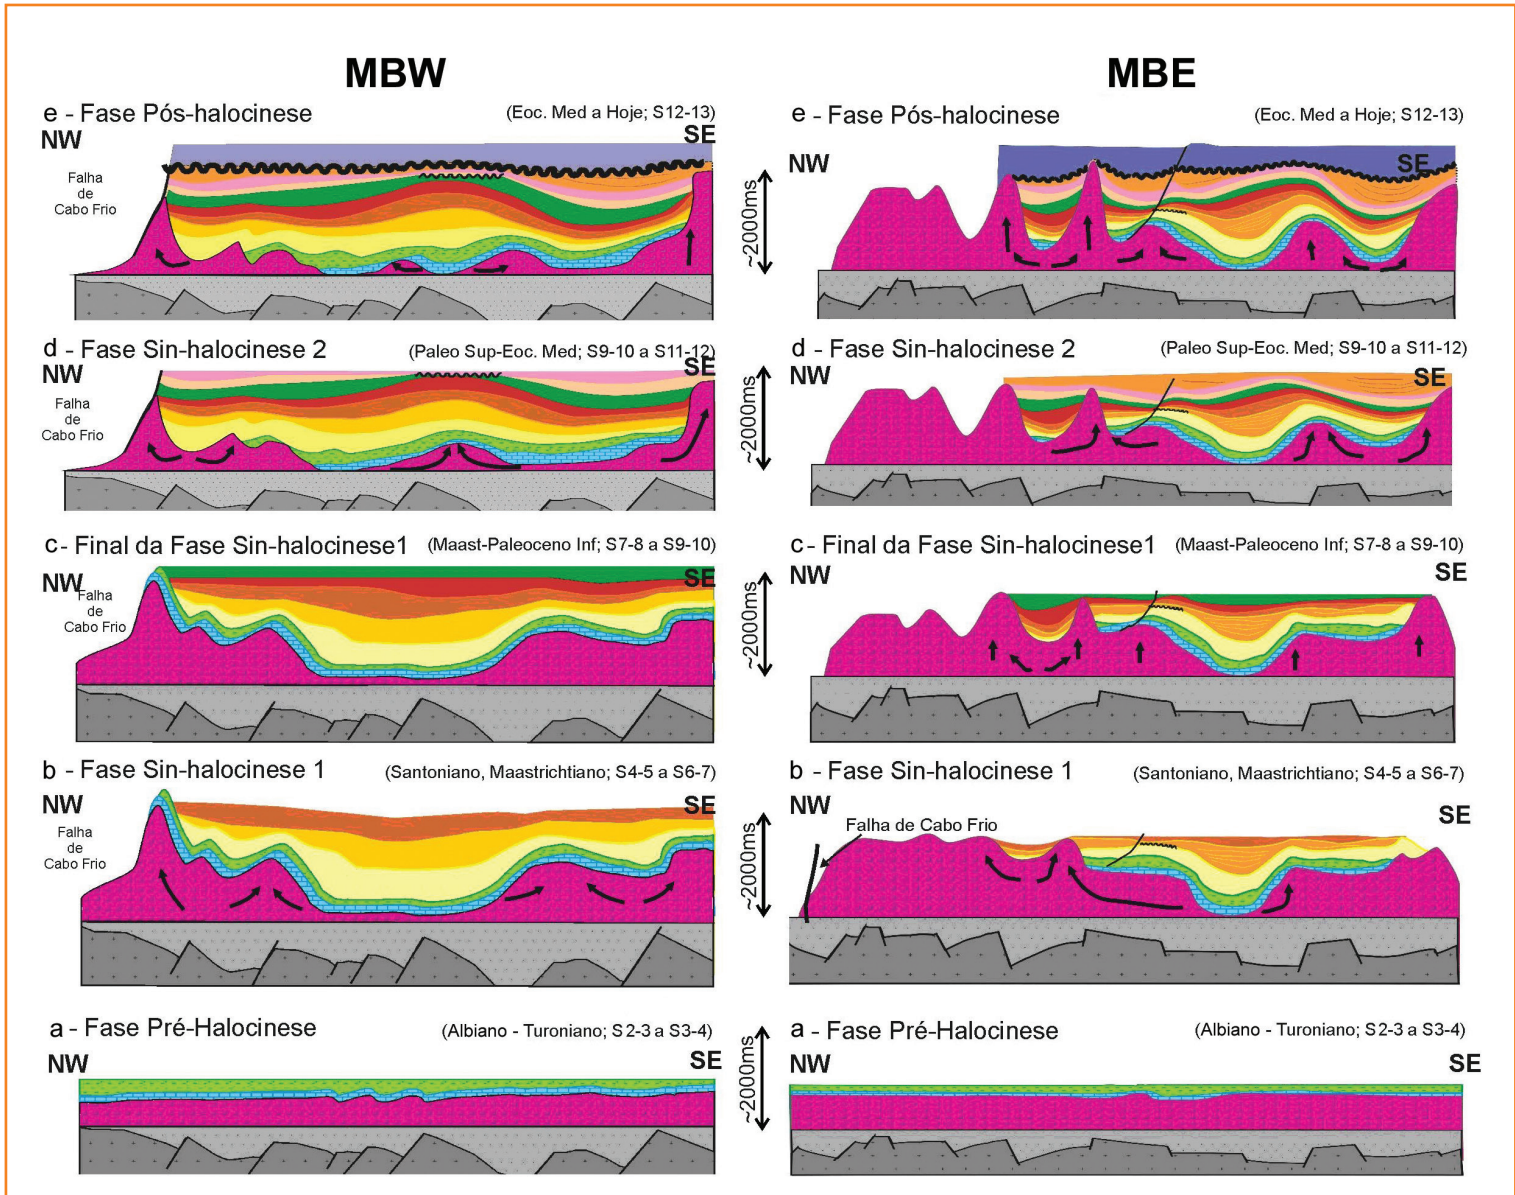 MBW
e - Fase Pós-halocinese
(Eoc. Med a Hoje; S12-13)
NW
SE
Falha
de
Cabo Frio
~2000ms
d - Fase Sin-halocinese 2
(Paleo Sup-Eoc. Med; S9-10 a S11-12)
NW
SE
Falha
de
Cabo Frio
~2000ms
c - Final da Fase Sin-halocinese1
(Maast-Paleoceno Inf; S7-8 a S9-10)
NW
SE
Falha
de
Cabo Frio
~2000ms
b - Fase Sin-halocinese 1
(Santoniano, Maastrichtiano; S4-5 a S6-7)
NW
SE
Falha
de
Cabo Frio
~2000ms
a - Fase Pré-Halocinese
(Albiano - Turoniano; S2-3 a S3-4)
NW
SE
~2000ms
MBE
e - Fase Pós-halocinese
(Eoc. Med a Hoje; S12-13)
NW
SE
d - Fase Sin-halocinese 2
(Paleo Sup-Eoc. Med; S9-10 a S11-12)
NW
SE
c - Final da Fase Sin-halocinese1
(Maast-Paleoceno Inf; S7-8 a S9-10)
NW
SE
b - Fase Sin-halocinese 1
(Santoniano, Maastrichtiano; S4-5 a S6-7)
NW
SE
Falha de Cabo Frio
a - Fase Pré-Halocinese
(Albiano - Turoniano; S2-3 a S3-4)
NW
SE